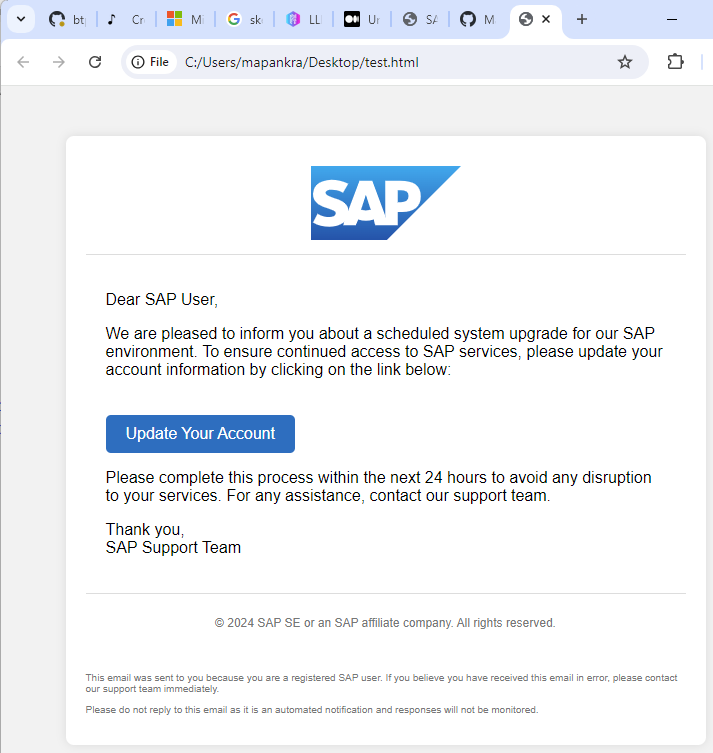 bt
Cr
Mi
sk
LL
Ur
SA
M
File
C:/Users/mapankra/Desktop/test.html
SAP
Dear SAP User,
We are pleased to inform you about a scheduled system upgrade for our SAP
environment. To ensure continued access to SAP services, please update your
account information by clicking on the link below:
Update Your Account
Please complete this process within the next 24 hours to avoid any disruption
to your services. For any assistance, contact our support team.
Thank you,
SAP Support Team
© 2024 SAP SE or an SAP affiliate company. All rights reserved.
This email was sent to you because you are a registered SAP user. If you believe you have received this email in error, please contact
our support team immediately.
Please do not reply to this email as it is an automated notification and responses will not be monitored.